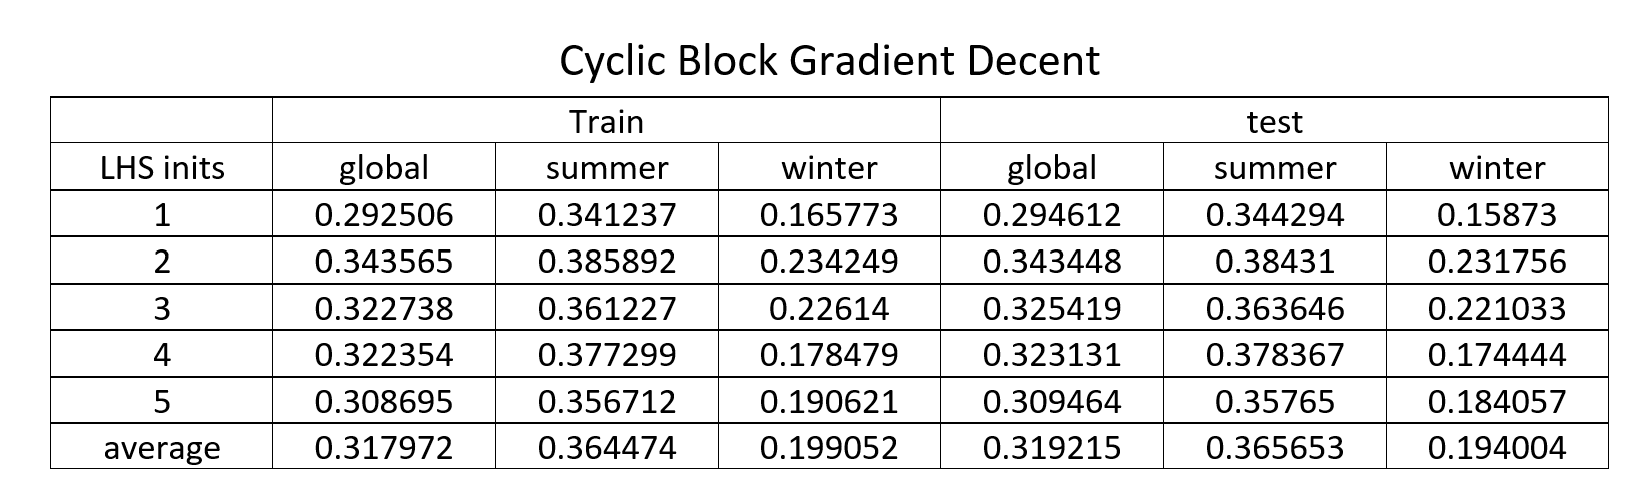 Cyclic Block Gradient Decent
Train test
LHS inits global summer winter global summer winter
1 0.292506 0.341237 0.165773 0.294612 0.344294 0.15873
2 0.343565 0.385892 0.234249 0.343448 0.38431 0.231756
3 0.322738 0.361227 0.22614 0.325419 0.363646 0.221033
4 0.322354 0.377299 0.178479 0.323131 0.378367 0.174444
5 0.308695 0.356712 0.190621 0.309464 0.35765 0.184057
average 0.317972 0.364474 0.199052 0.319215 0.365653 0.194004